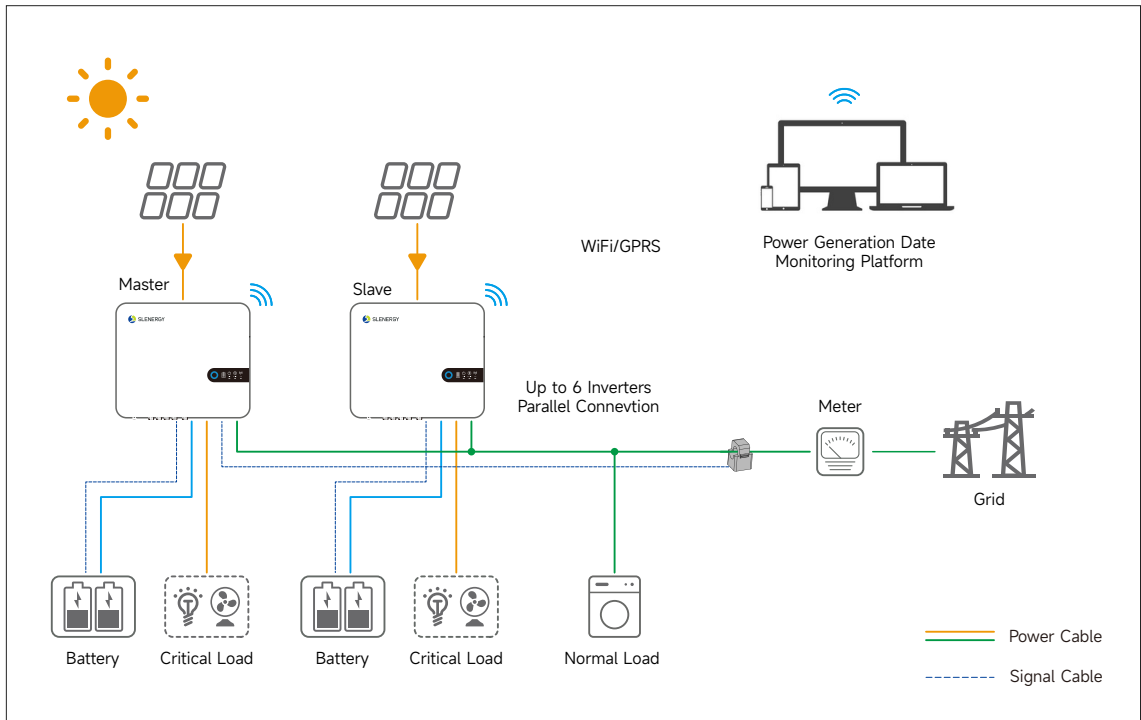 WiFi/GPRS
Power Generation Date
Monitoring Platform
Master
Slave
SLENERGY
SLENERGY
Up to 6 Inverters
Parallel Connevtion
Meter
Grid
Battery
Critical Load
Battery
Critical Load
Normal Load
Power Cable
Signal Cable